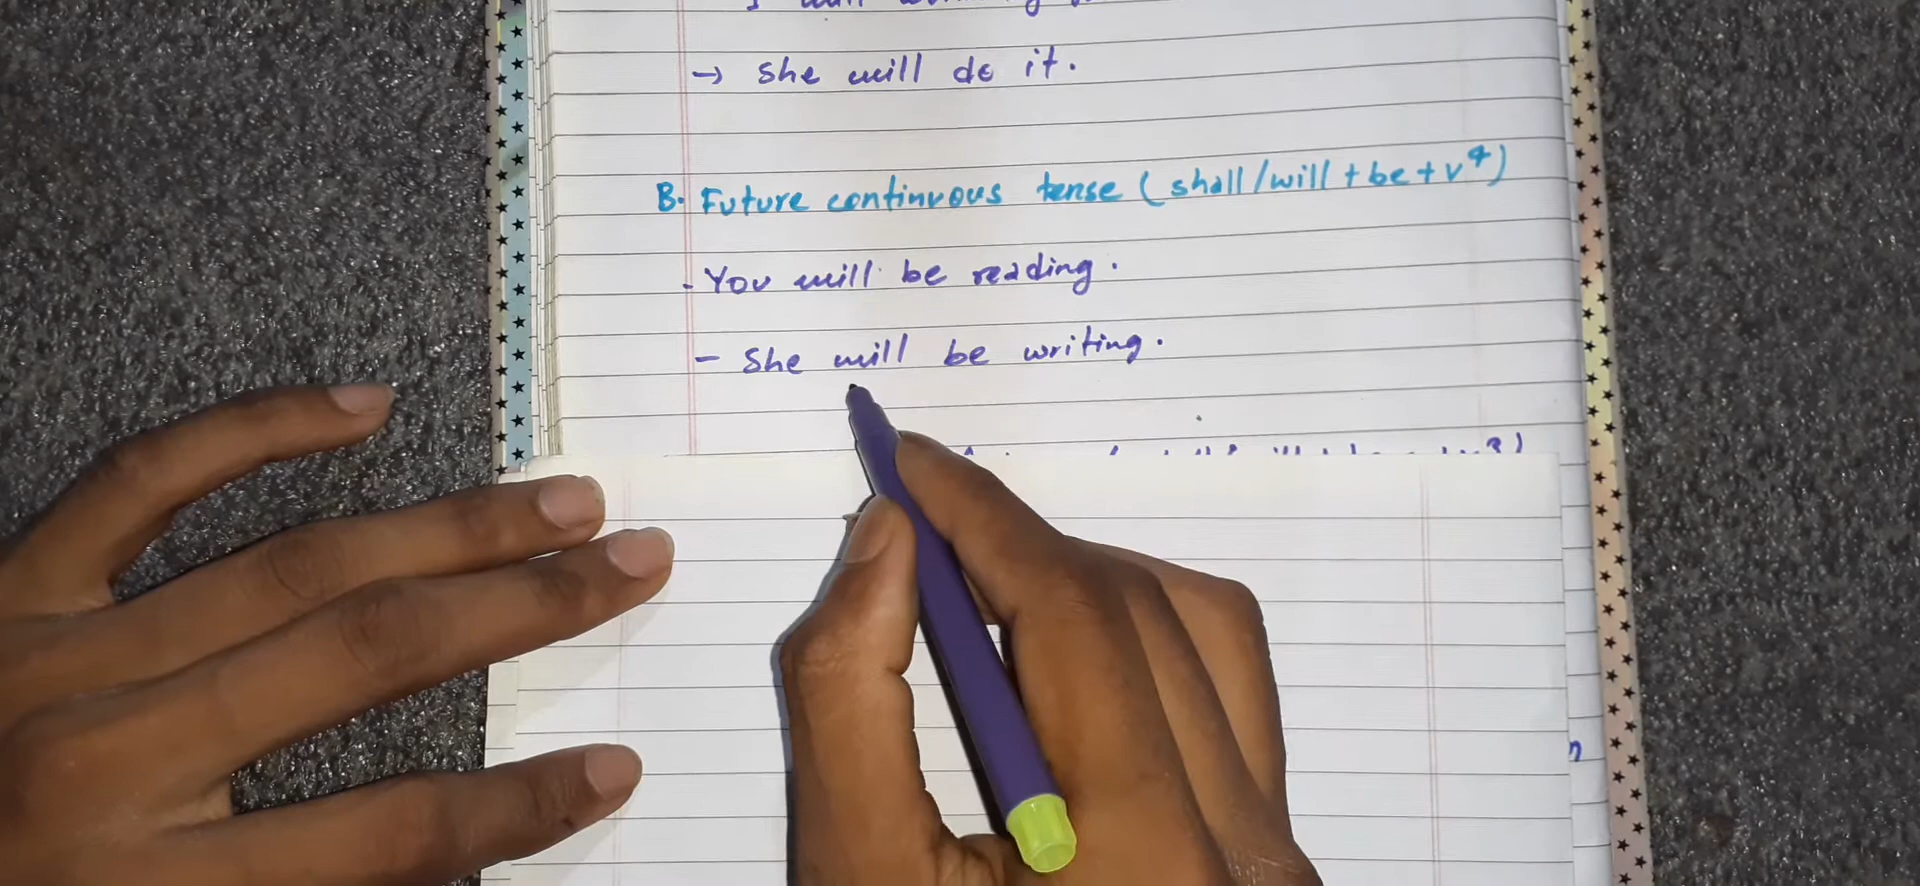 → She will do it.
B. Future continuous tense (shall/will+be+v⁴)
- You will be reading.
- She will be writing.